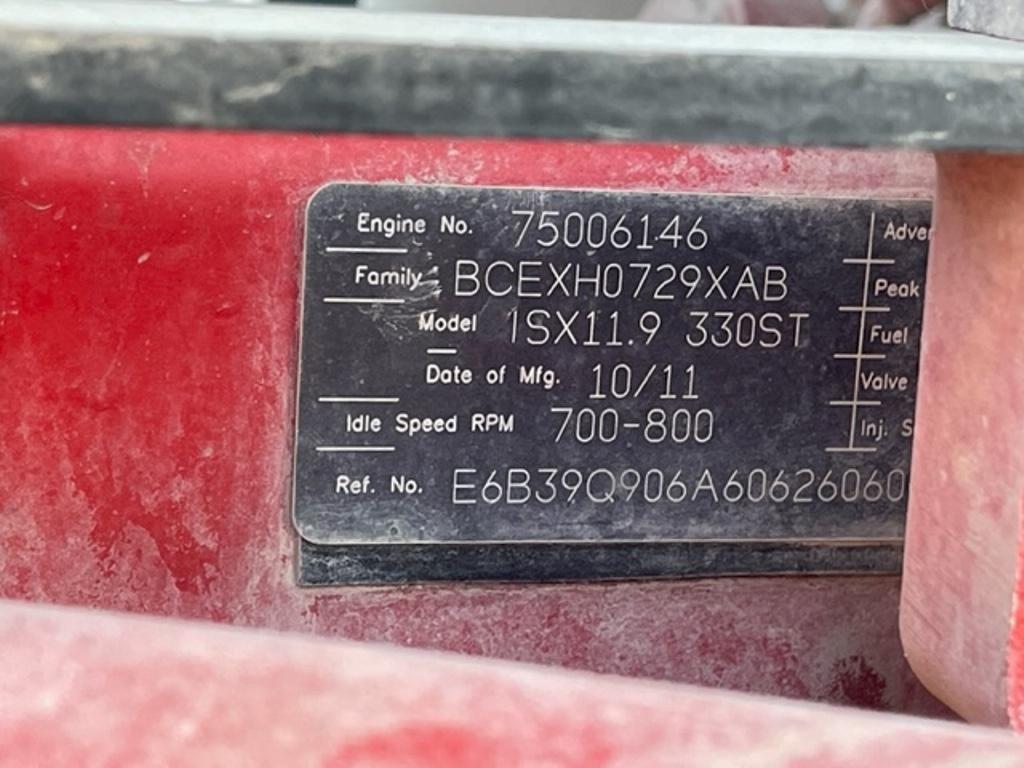 Engine No. 75006146 Adver
Family BCEXH0729XAB Peak
Model ISX11.9 330ST Fuel
Date of Mfg. 10/11 Valve
Idle Speed RPM 700-800 Inj. S
Ref. No. E6B39Q906A60626060